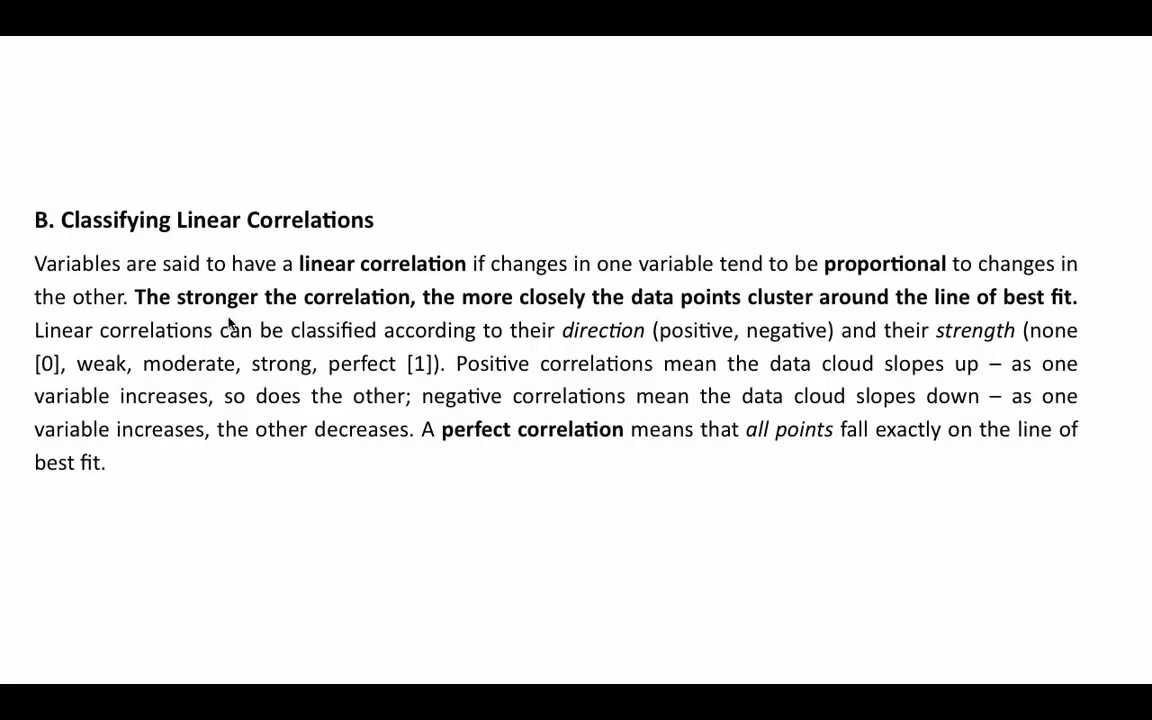 B. Classifying Linear Correlations
Variables are said to have a linear correlation if changes in one variable tend to be proportional to changes in
the other. The stronger the correlation, the more closely the data points cluster around the line of best fit.
Linear correlations can be classified according to their direction (positive, negative) and their strength (none
[0], weak, moderate, strong, perfect [1]). Positive correlations mean the data cloud slopes up – as one
variable increases, so does the other; negative correlations mean the data cloud slopes down – as one
variable increases, the other decreases. A perfect correlation means that all points fall exactly on the line of
best fit.